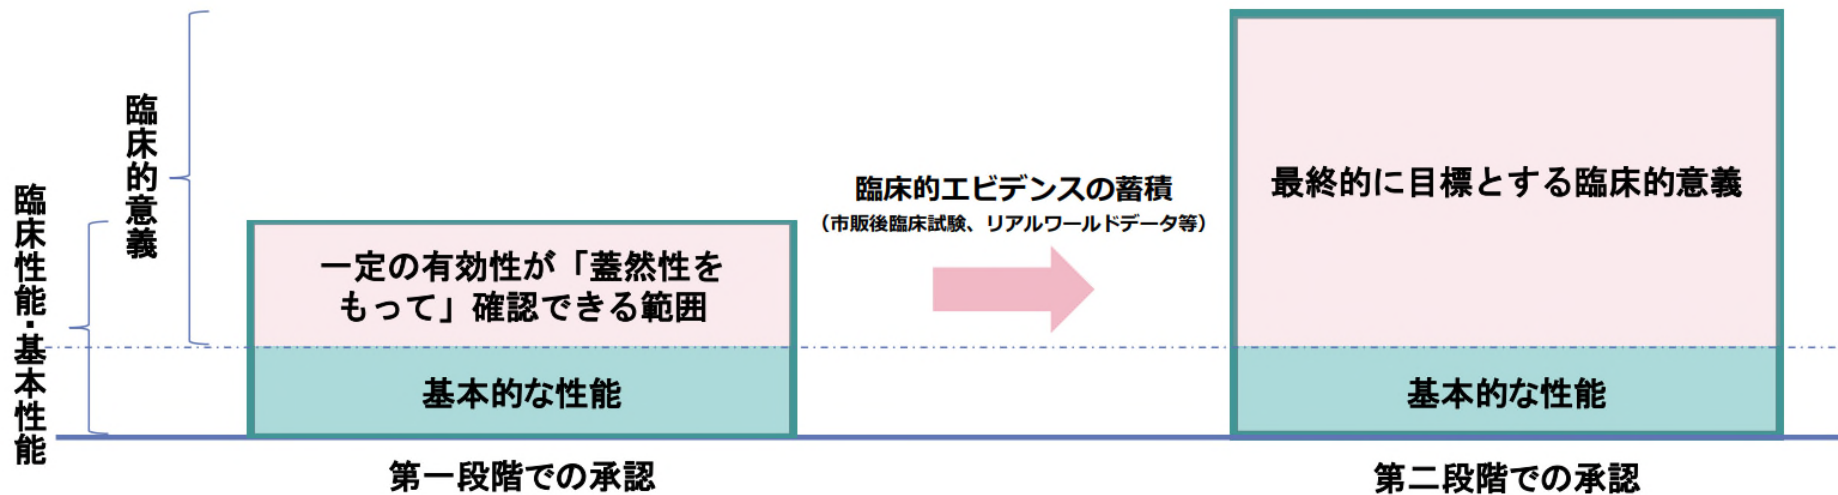 臨床性能・基本性能
臨床的意義
一定の有効性が「蓋然性を
もって」確認できる範囲
基本的な性能
第一段階での承認
臨床的エビデンスの蓄積
（市販後臨床試験、リアルワールドデータ等）
最終的に目標とする臨床的意義
基本的な性能
第二段階での承認